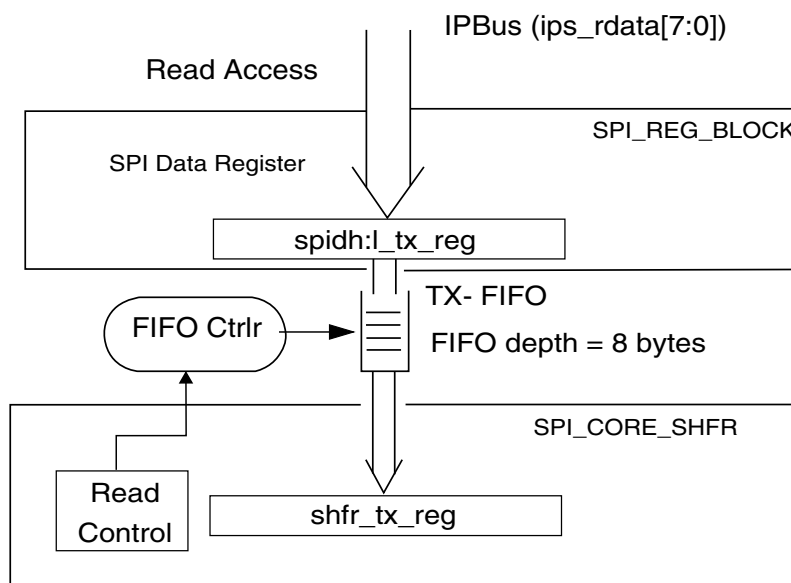 IPBus (ips_rdata[7:0])
Read Access
SPI_REG_BLOCK
SPI Data Register
spidh:l_tx_reg
TX- FIFO
FIFO Ctrlr
FIFO depth = 8 bytes
SPI_CORE_SHFR
Read
Control
shfr_tx_reg